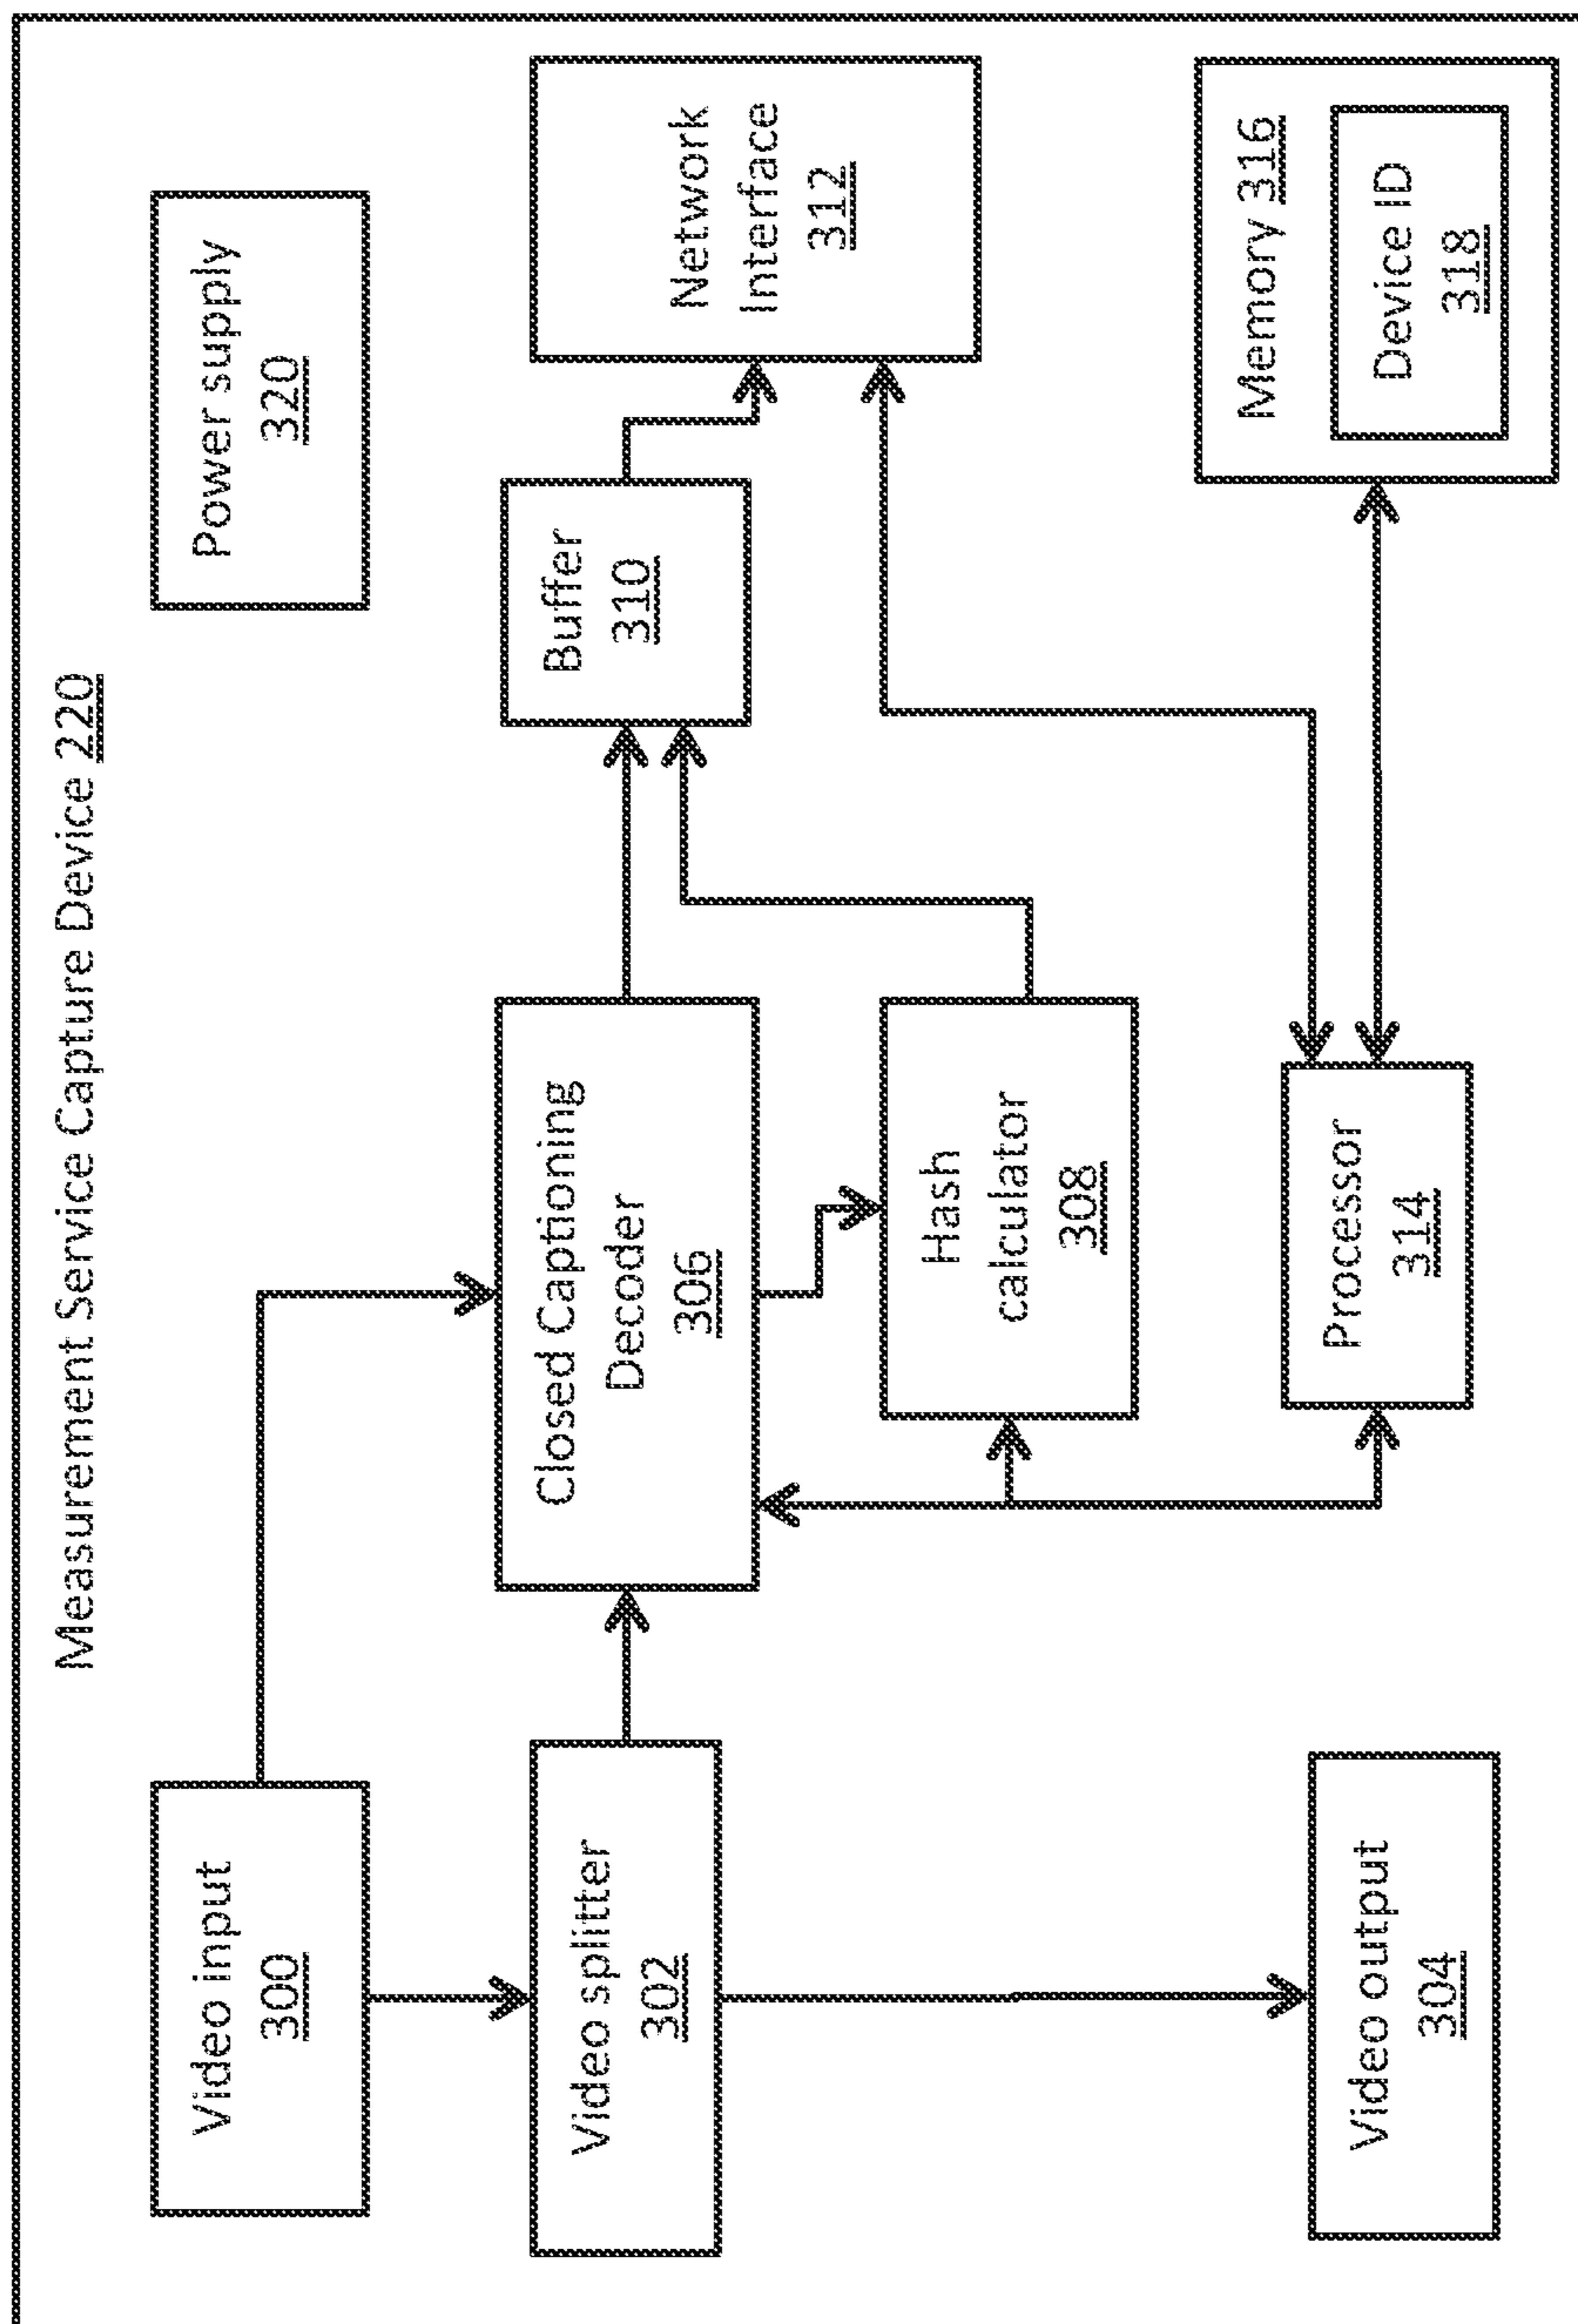 Measurement Service Capture Device 220
Video input
300
Power supply
320
Video splitter
302
Closed Captioning
Decoder
306
Buffer
310
Network
Interface
312
Hash
calculator
308
Video output
304
Processor
314
Memory 316
Device ID
318